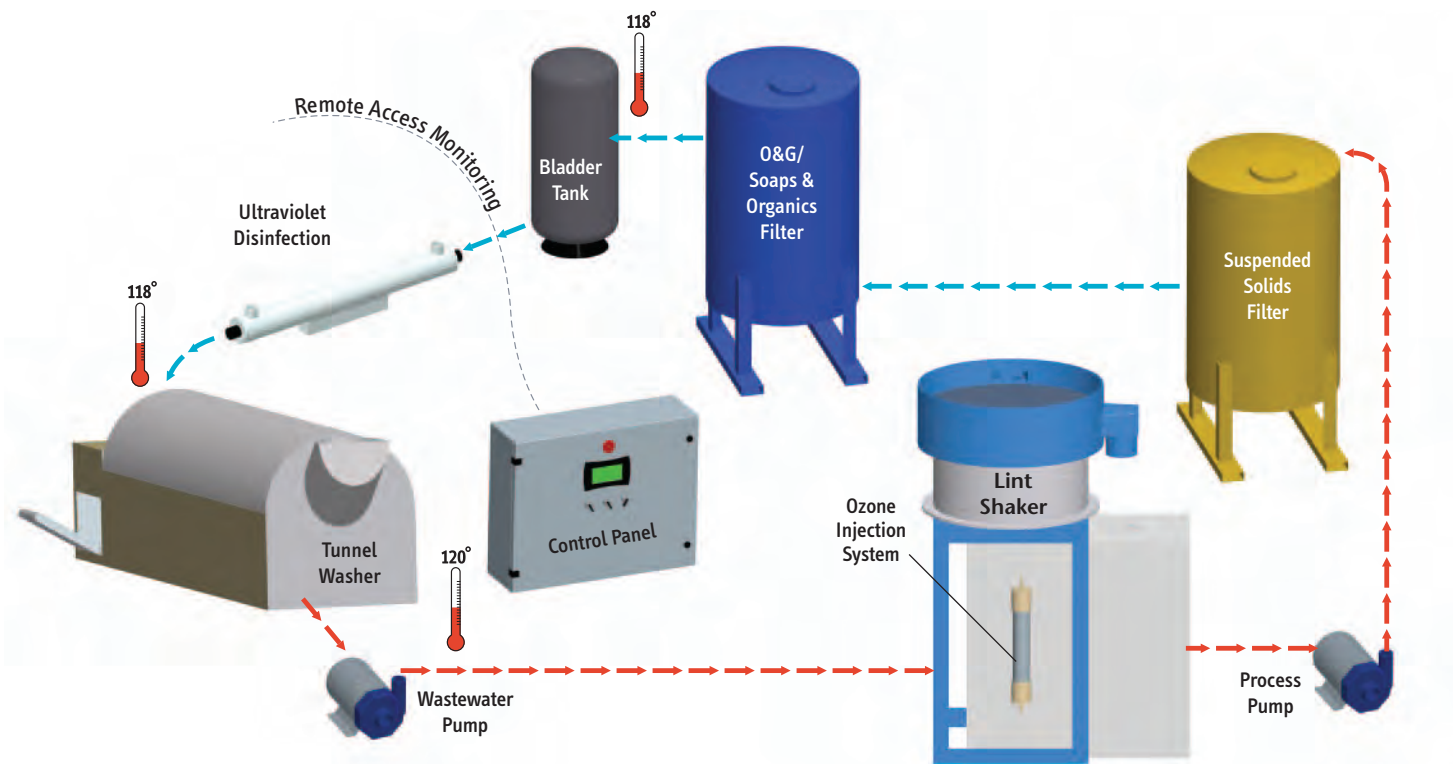 118°
Remote Access Monitoring
Bladder
Tank
O&G/
Soaps &
Organics
Filter
Ultraviolet
Disinfection
Suspended
Solids
Filter
118°
Lint
Shaker
Ozone
Injection
System
Control Panel
Tunnel
Washer
120°
Wastewater
Pump
Process
Pump